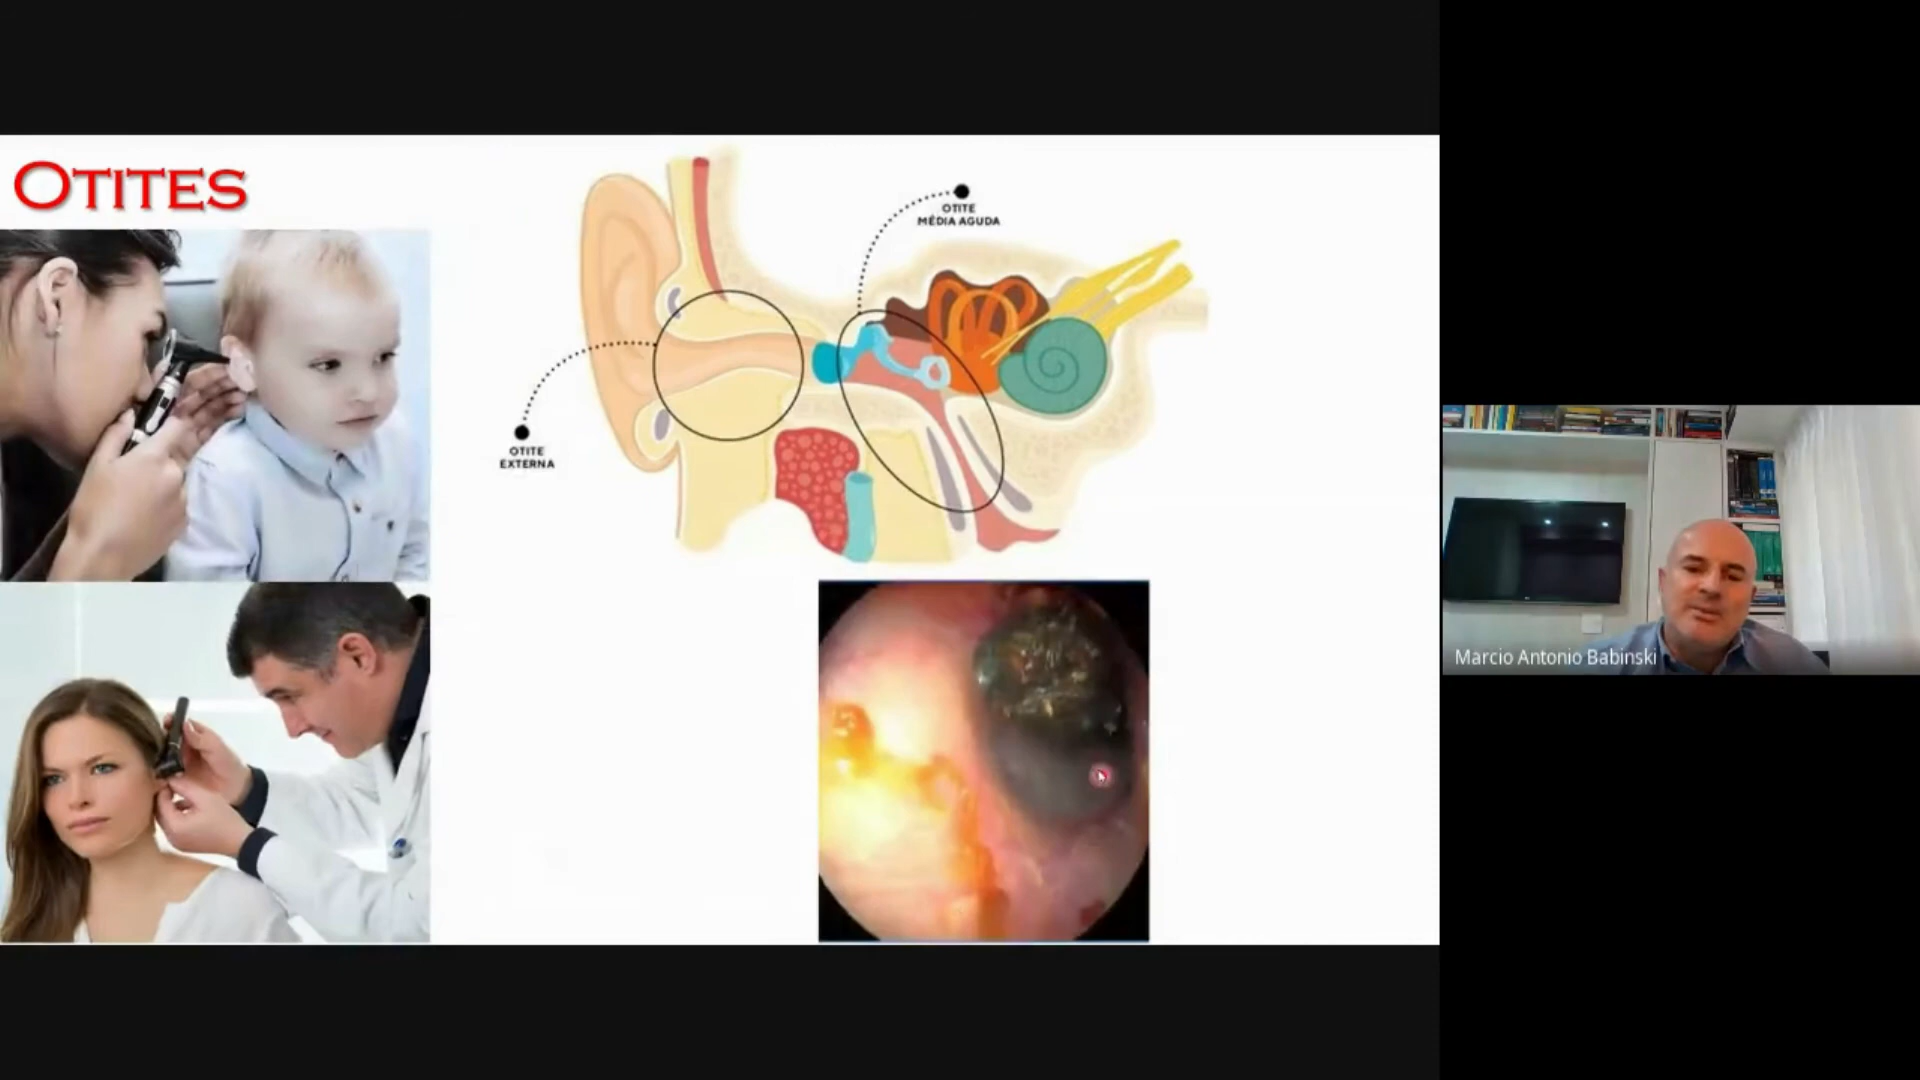 OTITES
OTITE
MÉDIA AGUDA
OTITE
EXTERNA
Marcio Antonio Babinski